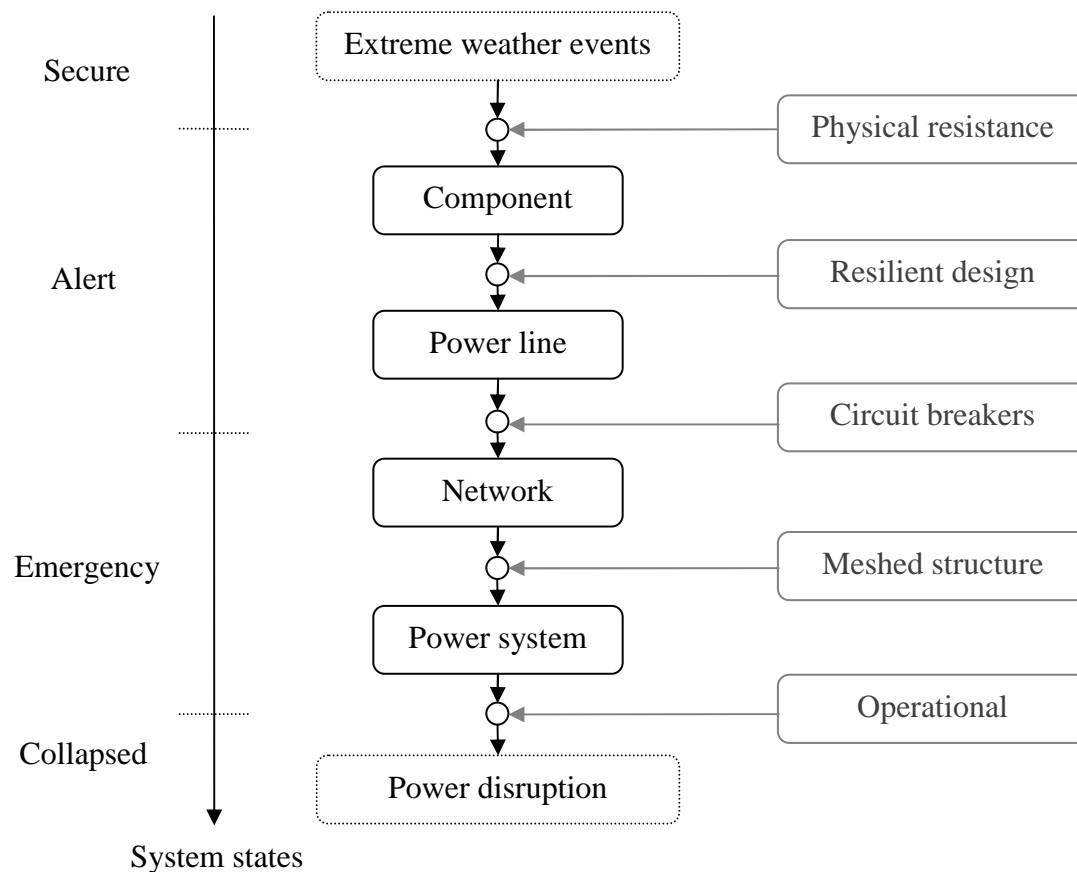 Extreme weather events
Secure
Physical resistance
Component
Alert
Resilient design
Power line
Circuit breakers
Network
Emergency
Meshed structure
Power system
Operational
Collapsed
Power disruption
System states